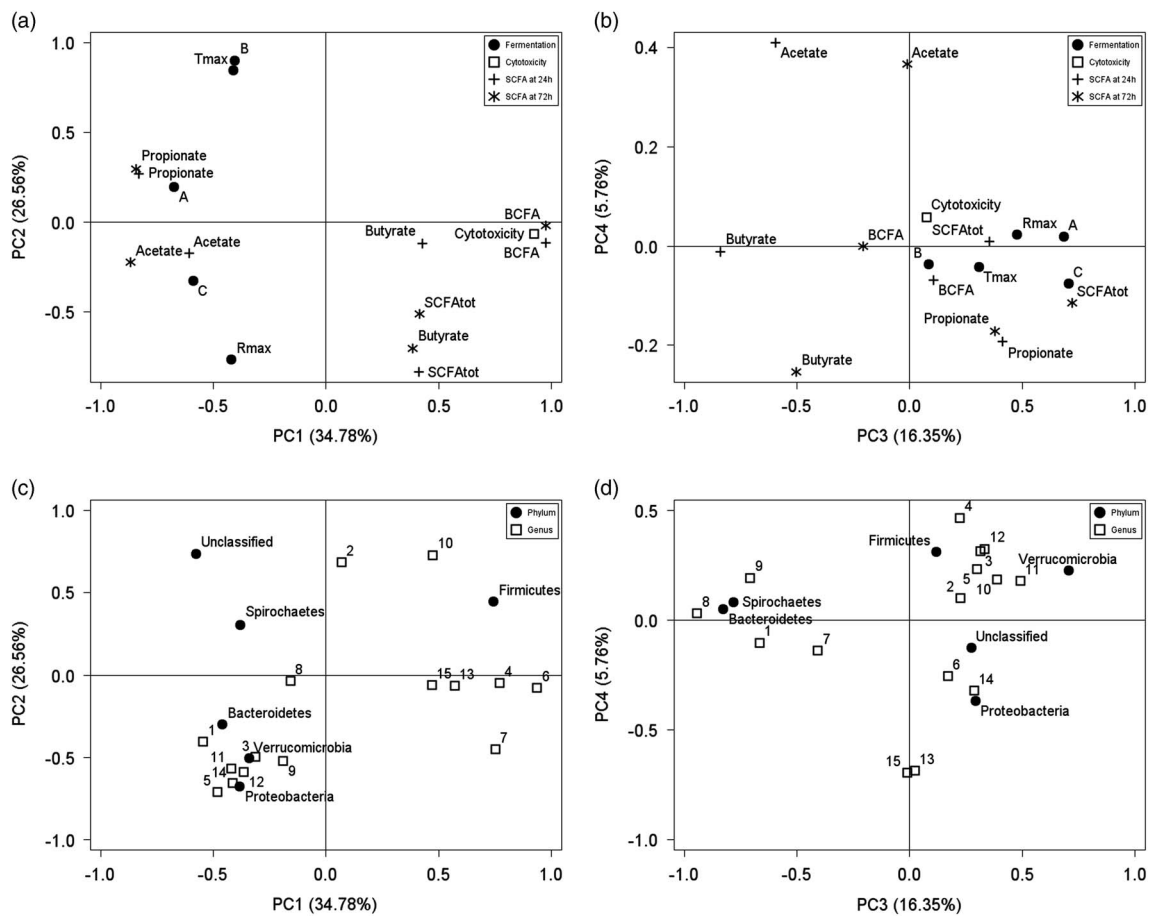 (a)
1.0
0.5
0.0
-0.5
-1.0
-0.5
0.0
0.5
1.0
PC2 (26.56%)
PC1 (34.78%)
Fermentation
Cytotoxicity
SCFA at 24h
SCFA at 72h
B
Tmax
Propionate
Propionate
A
Acetate
Acetate
C
Rmax
Butyrate
BCFA
Cytotoxicity
BCFA
SCFAtot
Butyrate
SCFAtot
(b)
0.4
0.2
0.0
-0.2
-1.0
-0.5
0.0
0.5
1.0
PC4 (5.76%)
PC3 (16.35%)
Fermentation
Cytotoxicity
SCFA at 24h
SCFA at 72h
Acetate
Acetate
Cytotoxicity
SCFAtot
Rmax
A
Butyrate
BCFA
B
Tmax
C
BCFA
SCFAtot
Propionate
Propionate
Butyrate
(c)
1.0
0.5
0.0
-0.5
-1.0
-1.0
-0.5
0.0
0.5
1.0
PC2 (26.56%)
PC1 (34.78%)
Phylum
Genus
Unclassified
2
10
Firmicutes
Spirochaetes
8
15
13
4
6
Bacteroidetes
1
3
Verrucomicrobia
7
11
9
14
5
12
Proteobacteria
(d)
0.5
0.0
-0.5
-1.0
-1.0
-0.5
0.0
0.5
1.0
PC4 (5.76%)
PC3 (16.35%)
Phylum
Genus
4
Firmicutes
12
3
Verrucomicrobia
9
5
11
2
10
8
Spirochaetes
Bacteroidetes
1
7
Unclassified
6
14
Proteobacteria
15
13